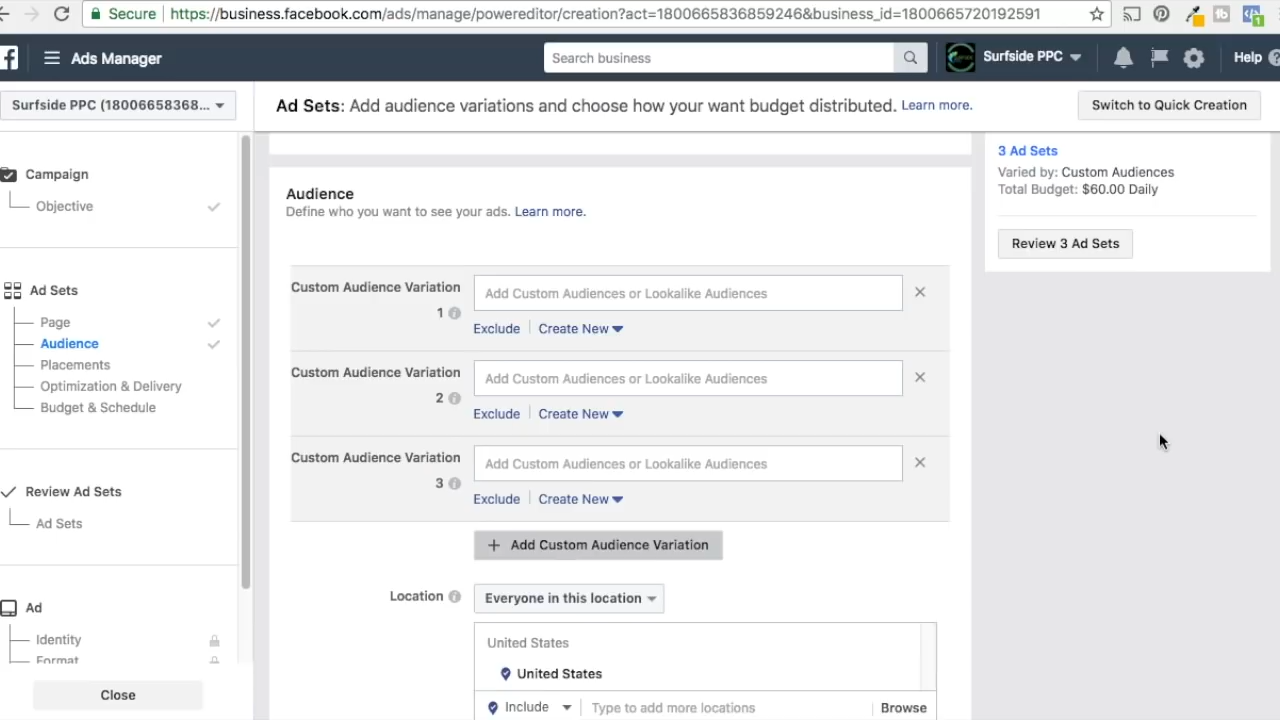 Secure https://business.facebook.com/ads/manage/powereditor/creation?act=1800665836859246&business_id=1800665720192591
Ads Manager
Search business
Surfside PPC
Help
Surfside PPC (18006658368...
Ad Sets: Add audience variations and choose how your want budget distributed. Learn more.
Switch to Quick Creation
Campaign
Objective
Ad Sets
Page
Audience
Placements
Optimization & Delivery
Budget & Schedule
Review Ad Sets
Ad Sets
Ad
Identity
Format
Close
Audience
Define who you want to see your ads. Learn more.
Custom Audience Variation
1
Add Custom Audiences or Lookalike Audiences
Exclude
Create New
Custom Audience Variation
2
Add Custom Audiences or Lookalike Audiences
Exclude
Create New
Custom Audience Variation
3
Add Custom Audiences or Lookalike Audiences
Exclude
Create New
+ Add Custom Audience Variation
Location
Everyone in this location
United States
United States
Include
Type to add more locations
Browse
3 Ad Sets
Varied by: Custom Audiences
Total Budget: $60.00 Daily
Review 3 Ad Sets